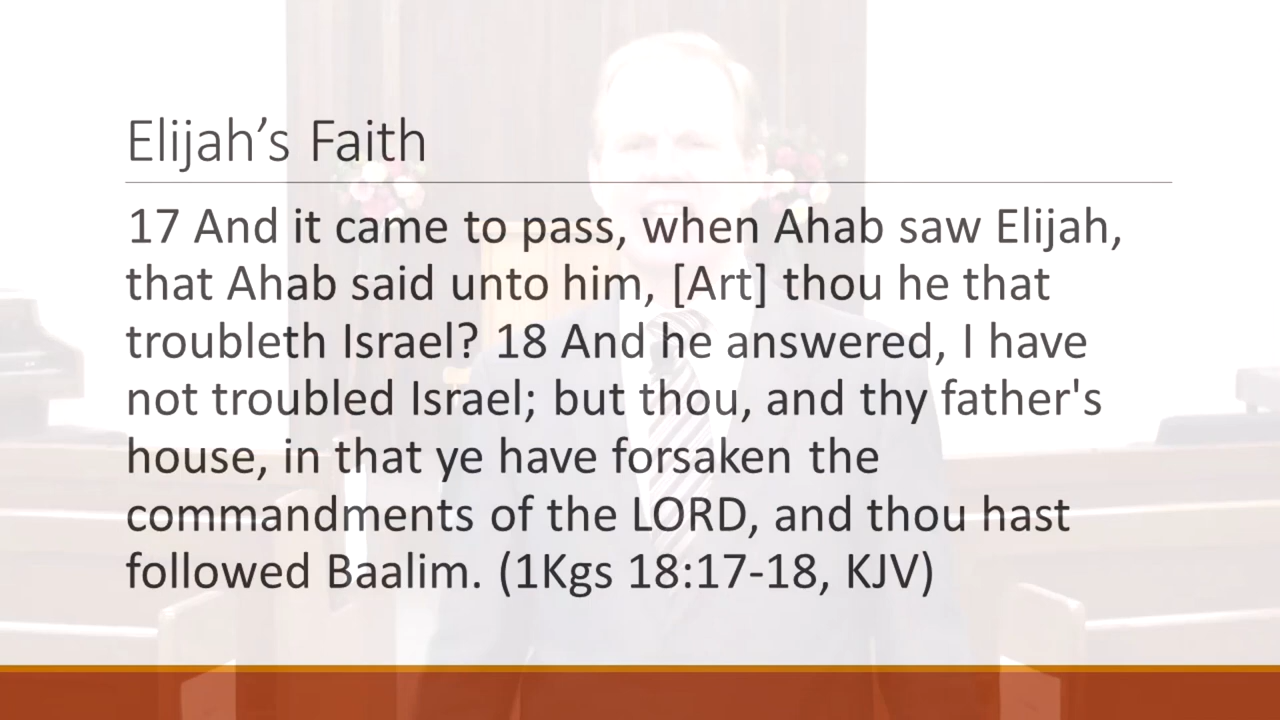 Elijah’s Faith
17 And it came to pass, when Ahab saw Elijah,
that Ahab said unto him, [Art] thou he that
troubleth Israel? 18 And he answered, I have
not troubled Israel; but thou, and thy father's
house, in that ye have forsaken the
commandments of the LORD, and thou hast
followed Baalim. (1Kgs 18:17-18, KJV)